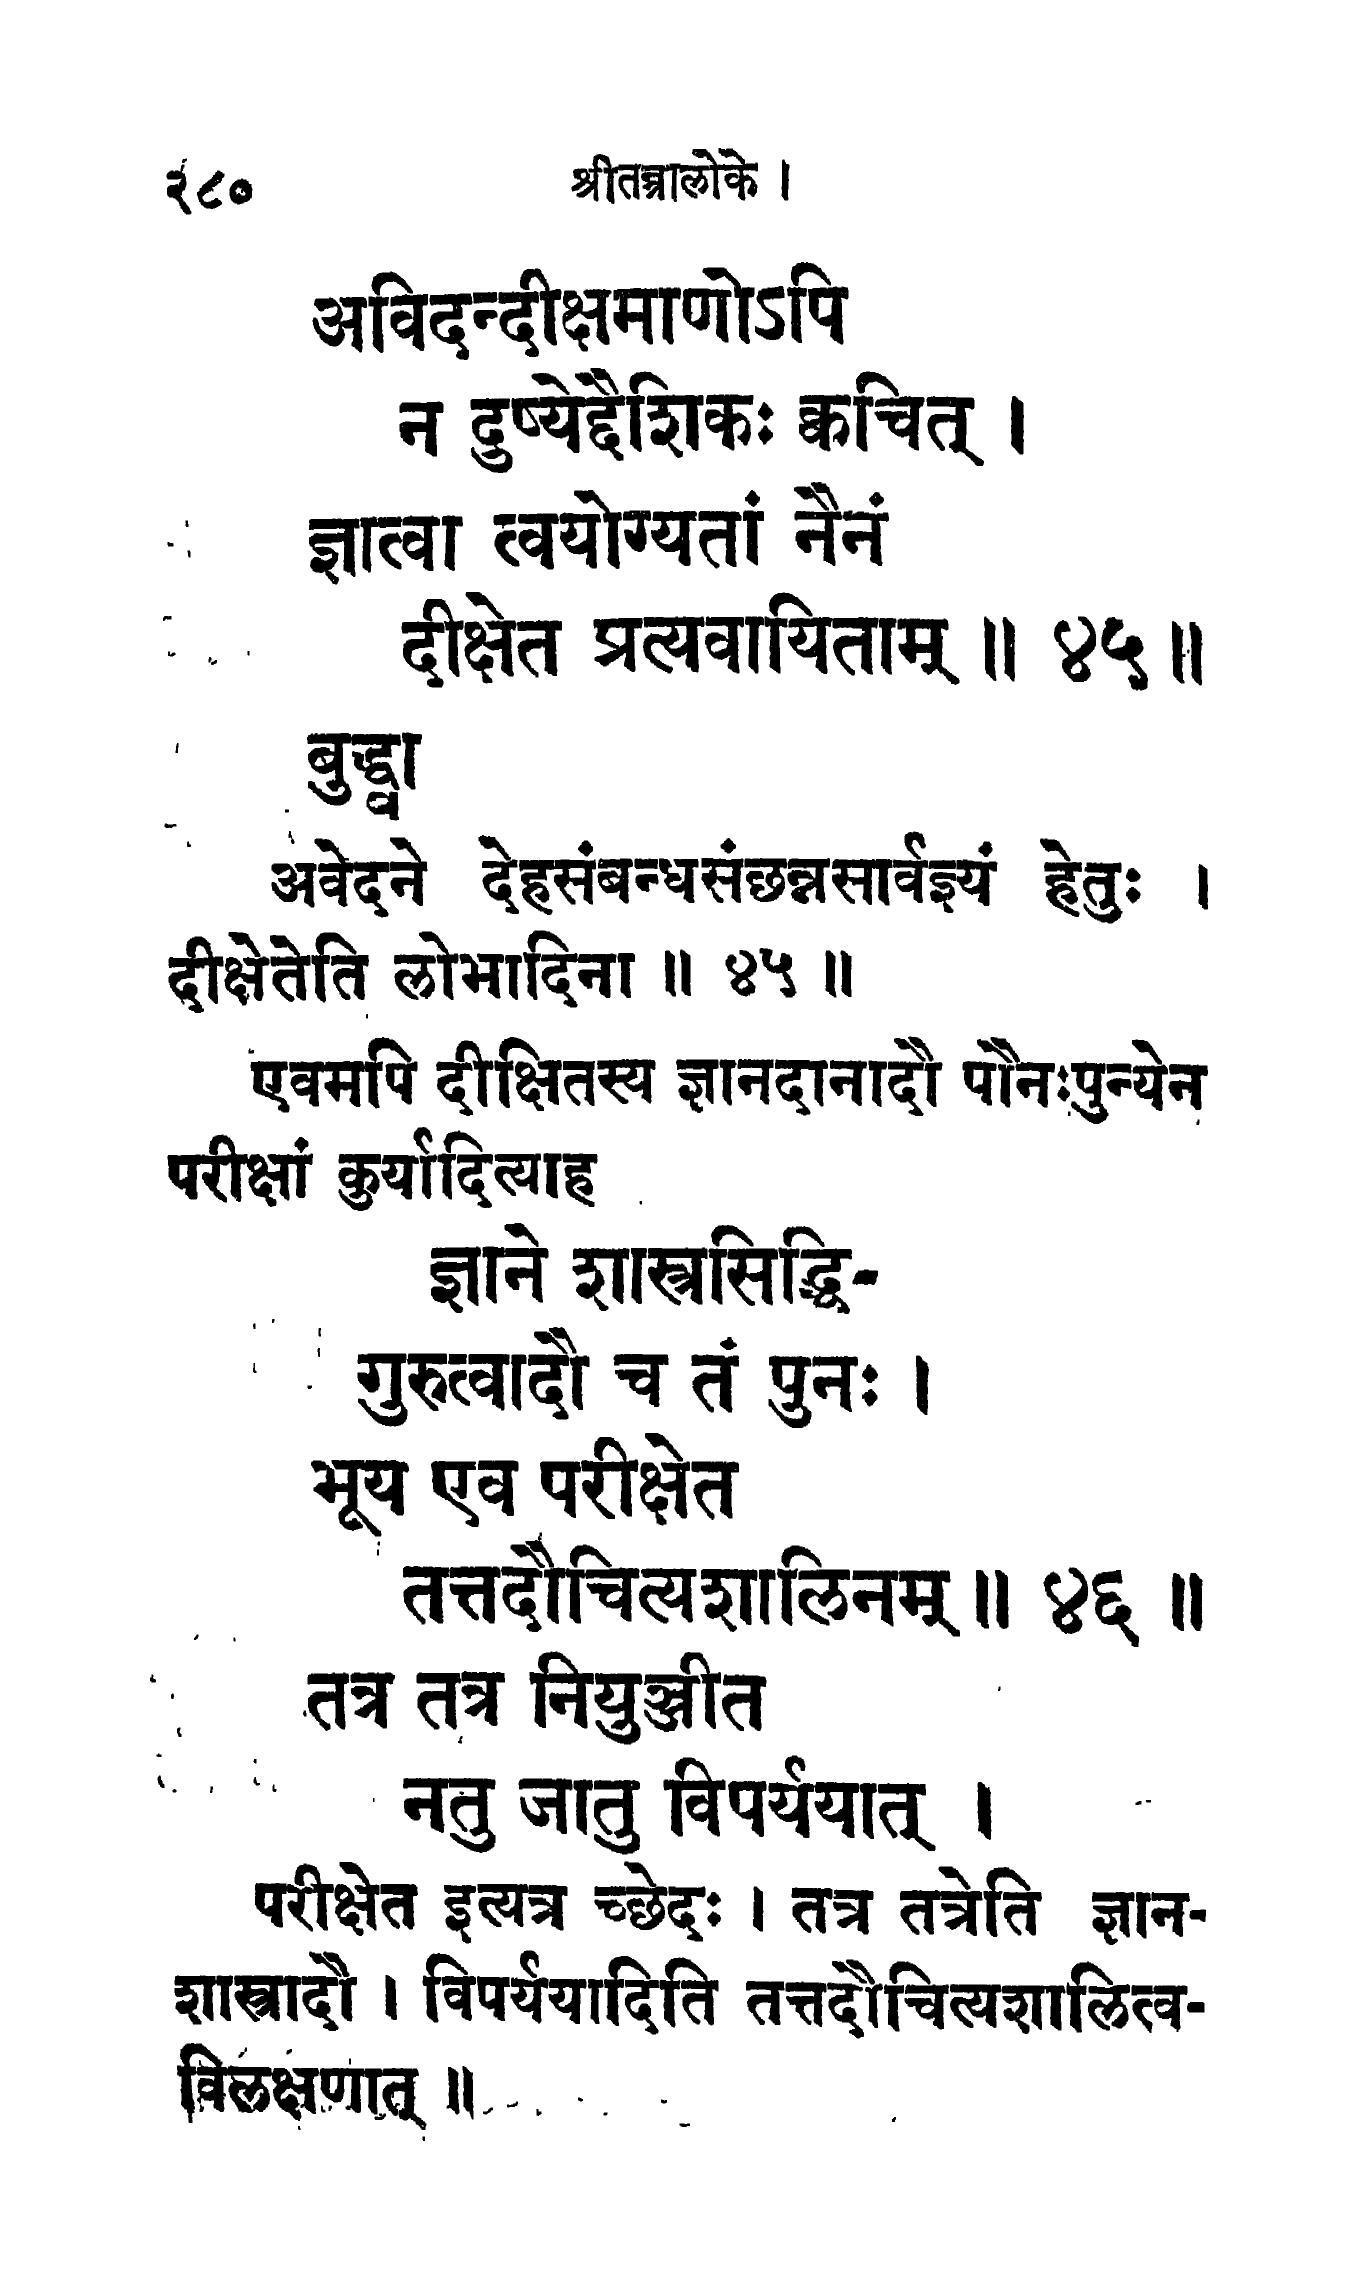 २८० श्रीतन्त्रालोके ।
अविदन्दीक्षमाणोऽपि
न दुष्येद्दैशिकः क्वचित् ।
ज्ञात्वा त्वयोग्यतां नैनं
दीक्षेत प्रत्यवायिताम् ॥ ४५ ॥
बुद्ध्वा
अवेदने देहसंबन्धसंछन्नसार्वज्ञ्यं हेतुः ।
दीक्षेतेति लोभादिना ॥ ४५ ॥
एवमपि दीक्षितस्य ज्ञानदानादौ पौनःपुन्येन
परीक्षां कुर्यादित्याह
ज्ञाने शास्त्रसिद्धि-
गुरुत्वादौ च तं पुनः ।
भूय एव परीक्षेत
तत्तदौचित्यशालिनम् ॥ ४६ ॥
तत्र तत्र नियुञ्जीत
नतु जातु विपर्ययात् ।
परीक्षेत इत्यत्र च्छेदः । तत्र तत्रेति ज्ञान-
शास्त्रादौ । विपर्ययादिति तत्तदौचित्यशालित्व-
विलक्षणात् ॥